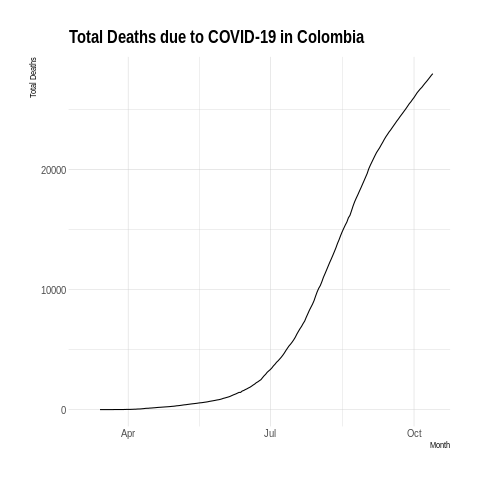 Total Deaths due to COVID-19 in Colombia
Total Deaths
20000
10000
0
Apr
Jul
Oct
Month